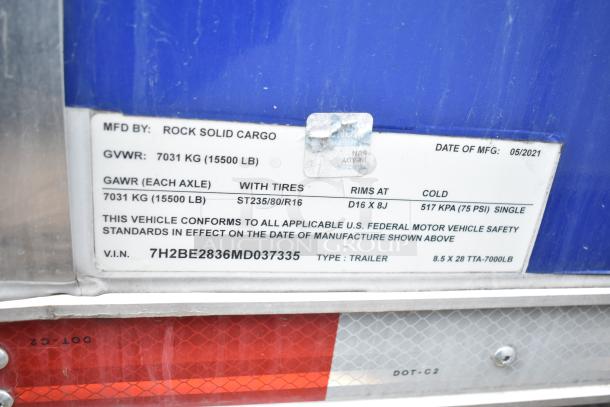 MFD BY: ROCK SOLID CARGO
DATE OF MFG: 05/2021
GVWR: 7031 KG (15500 LB)
GAWR (EACH AXLE) WITH TIRES RIMS AT COLD
7031 KG (15500 LB) ST235/80/R16 D16 X 8J 517 KPA (75 PSI) SINGLE
THIS VEHICLE CONFORMS TO ALL APPLICABLE U.S. FEDERAL MOTOR VEHICLE SAFETY
STANDARDS IN EFFECT ON THE DATE OF MANUFACTURE SHOWN ABOVE
V.I.N. 7H2BE2836MD037335 TYPE: TRAILER 8.5 X 28 TTA-7000LB
AUCTION GROUP
DOT-C2
DOT-C2